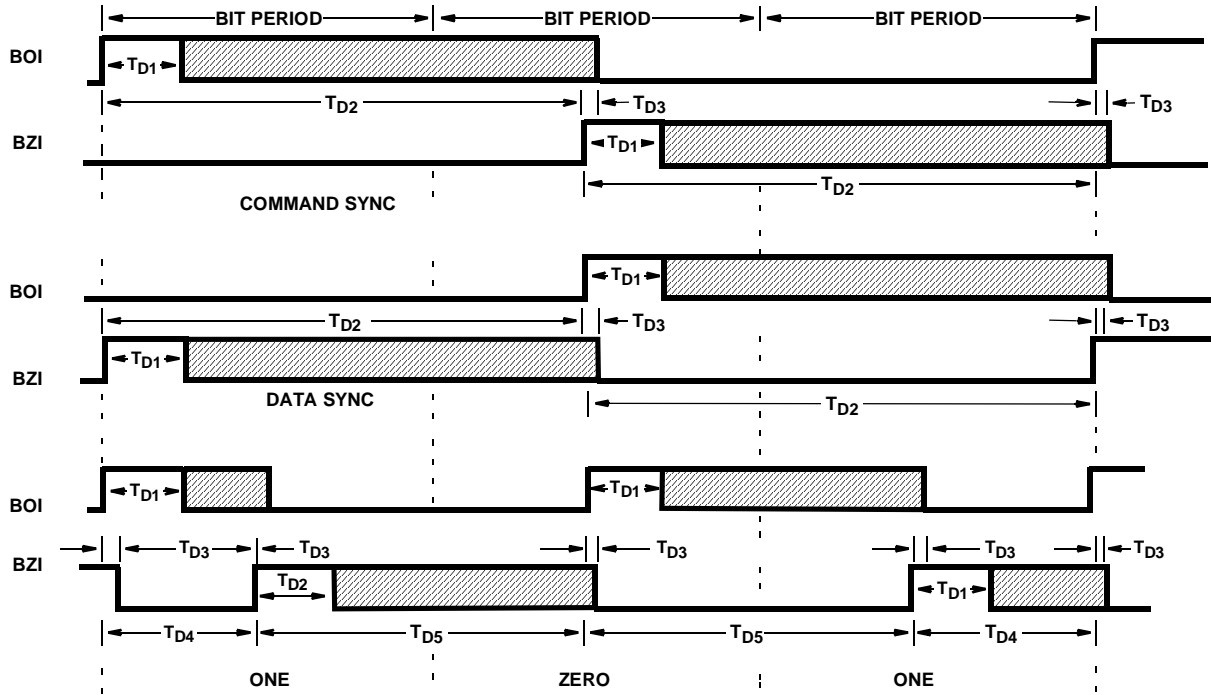 BIT PERIOD BIT PERIOD BIT PERIOD
BOI
TD1
TD2 TD3 TD3
BZI
TD1
TD2
COMMAND SYNC
BOI
TD1
TD2 TD3 TD3
BZI
TD1
DATA SYNC
TD2
BOI
TD1 TD1
BZI
TD3 TD3 TD3 TD3 TD3
TD2 TD1
TD4 TD5 TD5 TD4
ONE ZERO ONE